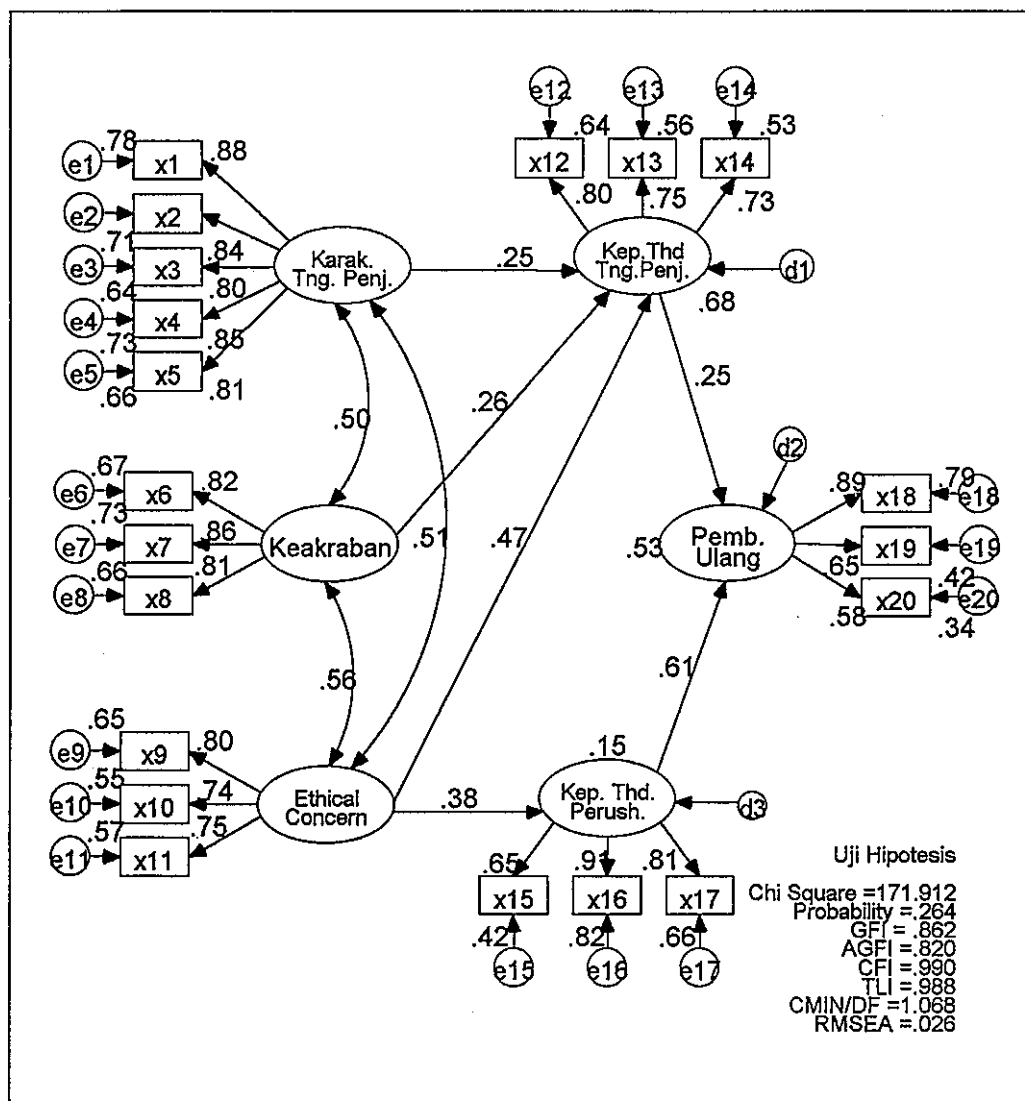 e12 e13 e14
.64 .56 .53
x12 x13 x14
.80 .75 .73
.78 .88
e1 x1
e2 x2
.71 .84
e3 x3
.64 .80
e4 x4
.73 .85
e5 x5
.66 .81
Karak.
Tng. Penj.
.25
Kep.Thd
Tng.Penj.
d1
.68
.25
.50
.26
.51
.47
.67 .82
e6 x6
.73 .86
e7 x7
.66 .81
e8 x8
Keakraban
.56
d2
.53
Pemb.
Ulang
.89 x18 .79 e18
x19 e19
.65 .42
x20 e20
.58 .34
.61
.65 .80
e9 x9
.55 .74
e10 x10
.57 .75
e11 x11
Ethical
Concern
.38
.15
Kep. Thd.
Perush.
d3
.65 .91 .81
x15 x16 x17
.42 .82 .66
e15 e16 e17
Uji Hipotesis
Chi Square =171.912
Probability =.264
GFI = .862
AGFI =.820
CFI =.990
TLI =.988
CMIN/DF =1.068
RMSEA =.026